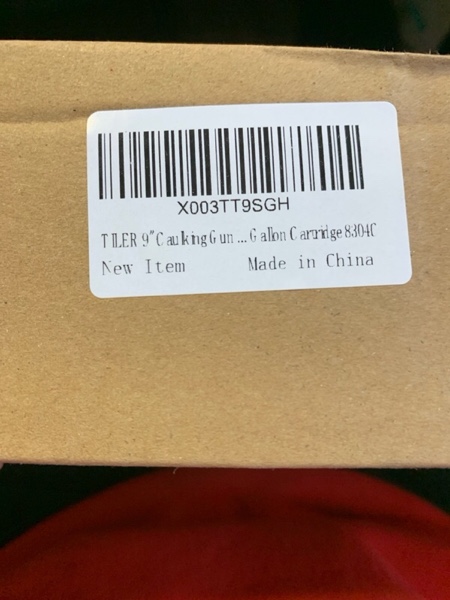 X003TT9SGH
TILER 9" Caulking Gun ... Gallon Cartridge 8304C
New Item Made in China